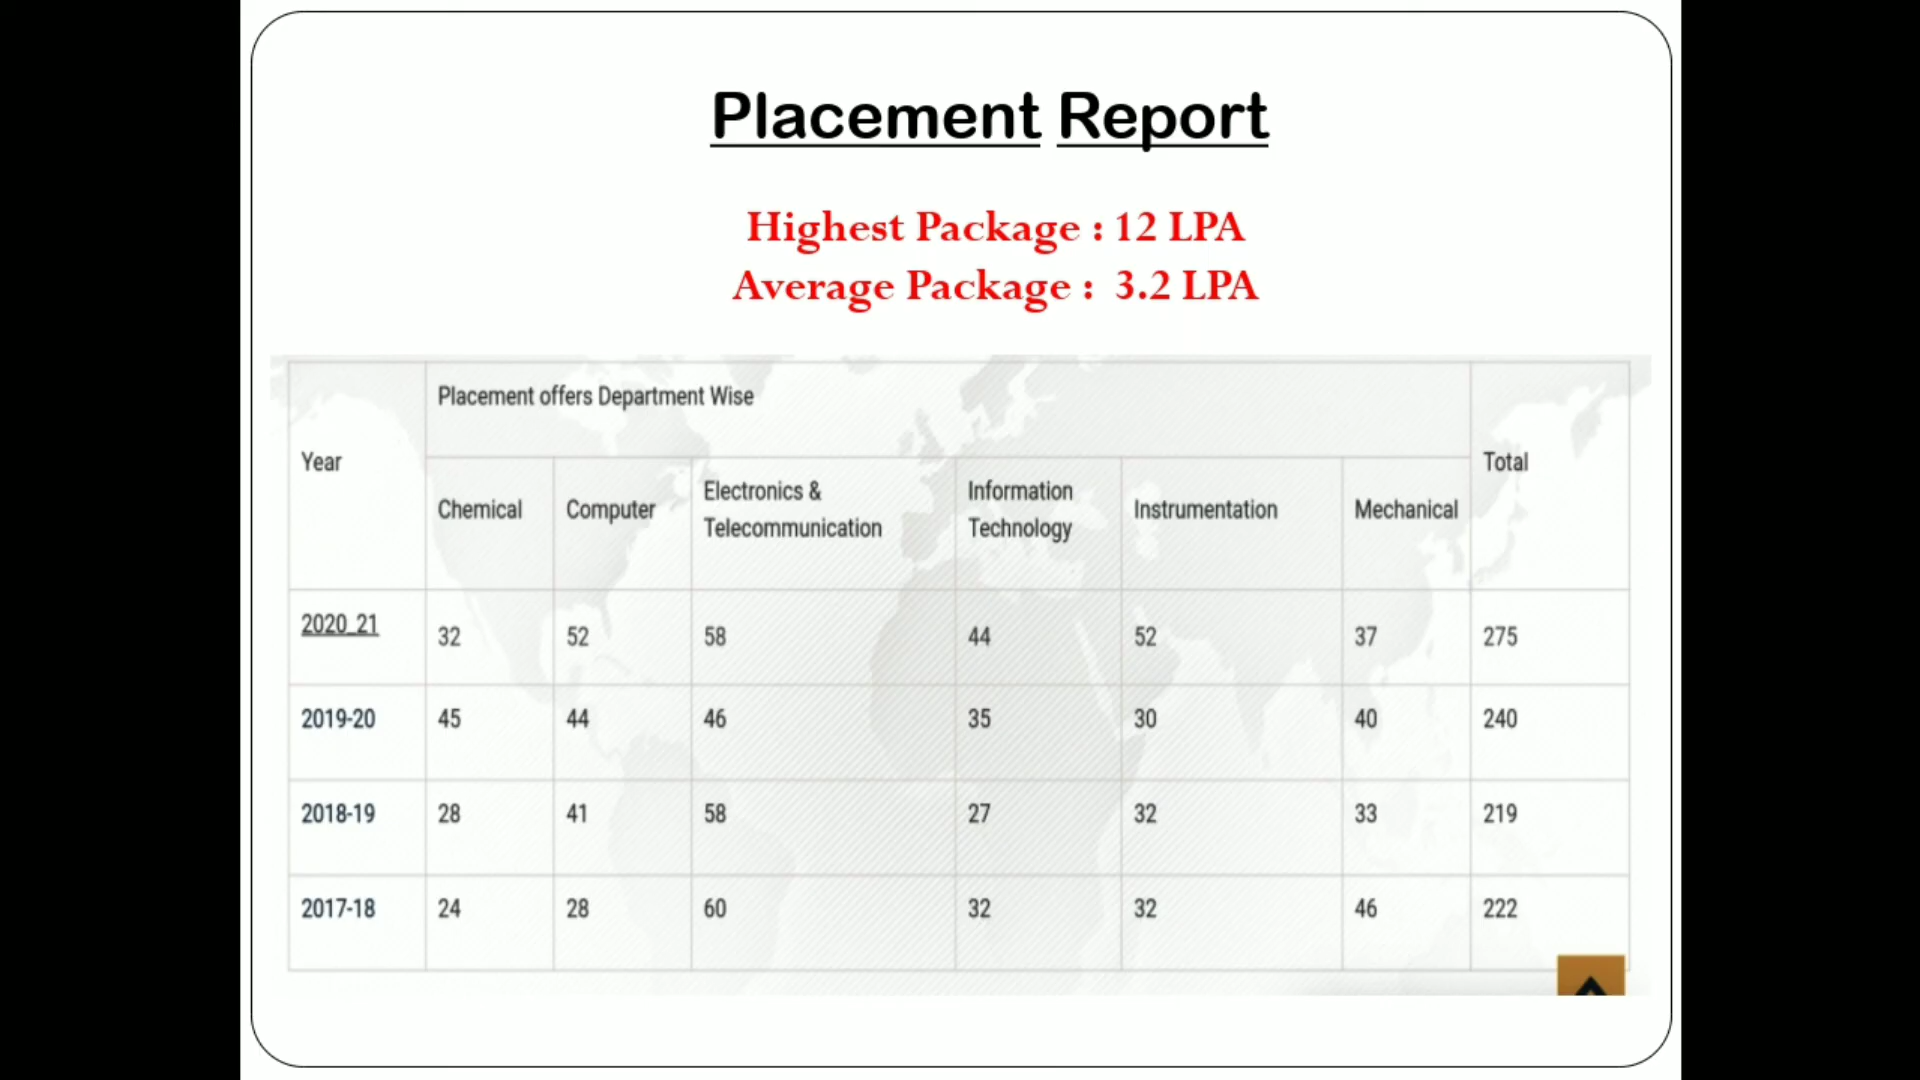 Placement Report
Highest Package : 12 LPA
Average Package : 3.2 LPA
Year
Placement offers Department Wise
Total
Chemical
Computer
Electronics &
Telecommunication
Information
Technology
Instrumentation
Mechanical
2020_21 32 52 58 44 52 37 275
2019-20 45 44 46 35 30 40 240
2018-19 28 41 58 27 32 33 219
2017-18 24 28 60 32 32 46 222